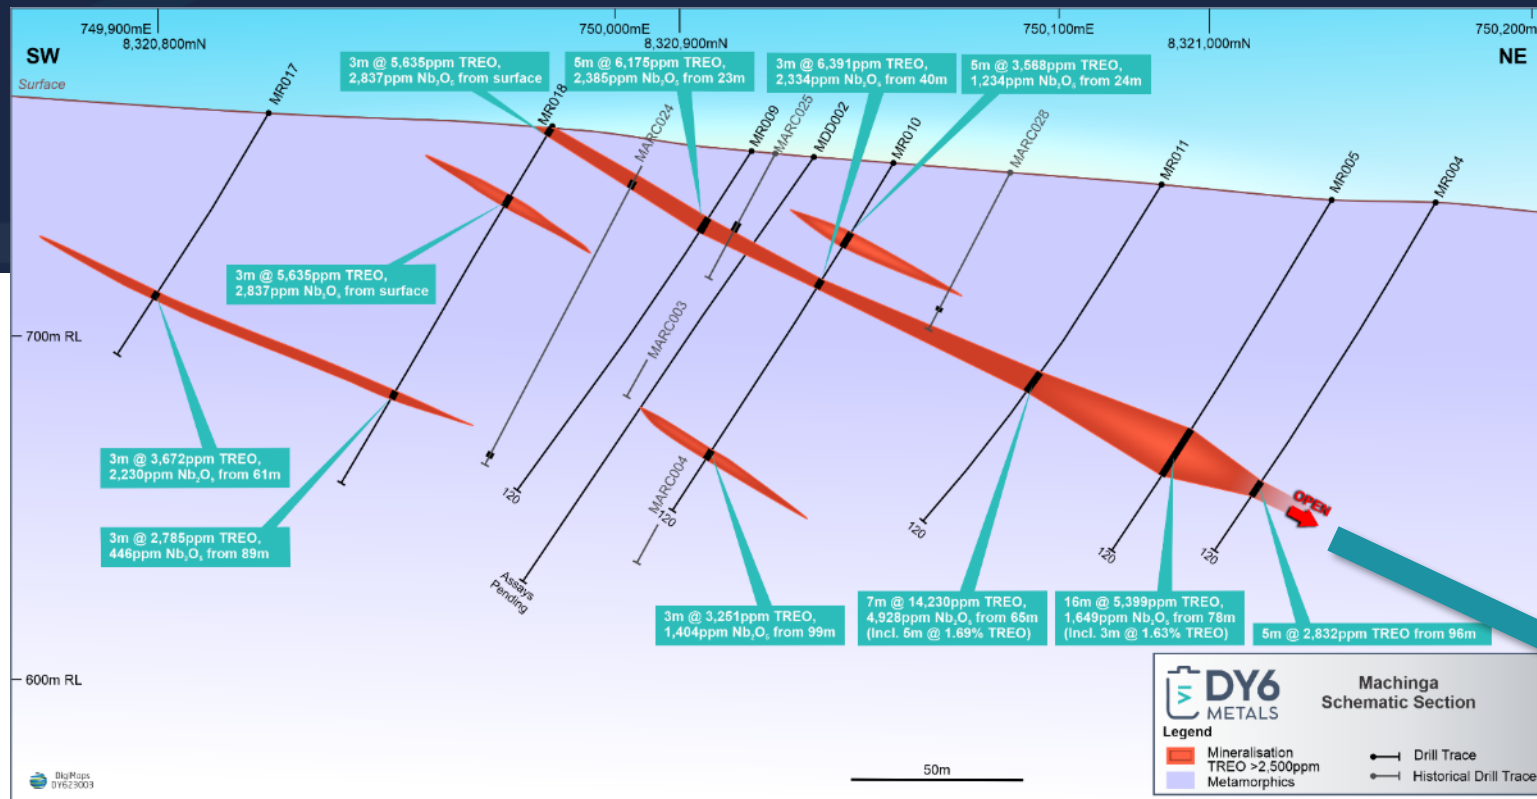 749,900mE
8,320,800mN
750,000mE
8,320,900mN
750,100mE
8,321,000mN
750,200m
SW
NE
Surface
3m @ 5,635ppm TREO,
2,837ppm Nb₂O₅ from surface
5m @ 6,175ppm TREO,
2,385ppm Nb₂O₅ from 23m
3m @ 6,391ppm TREO,
2,334ppm Nb₂O₅ from 40m
5m @ 3,568ppm TREO,
1,234ppm Nb₂O₅ from 24m
MR017
MR018
MARC024
MR009
MARC025
MDD002
MR010
MARC028
MR011
MR005
MR004
3m @ 5,635ppm TREO,
2,837ppm Nb₂O₅ from surface
700m RL
MARC003
3m @ 3,672ppm TREO,
2,230ppm Nb₂O₅ from 61m
MARC004
120
120
120
120
120
OPEN
3m @ 2,785ppm TREO,
446ppm Nb₂O₅ from 89m
Assays
Pending
3m @ 3,251ppm TREO,
1,404ppm Nb₂O₅ from 99m
7m @ 14,230ppm TREO,
4,928ppm Nb₂O₅ from 65m
(Incl. 5m @ 1.69% TREO)
16m @ 5,399ppm TREO,
1,649ppm Nb₂O₅ from 78m
(Incl. 3m @ 1.63% TREO)
5m @ 2,832ppm TREO from 96m
600m RL
DY6
METALS
Machinga
Schematic Section
Legend
Mineralisation
TREO >2,500ppm
Metamorphics
Drill Trace
Historical Drill Trace
50m
DigiMaps
DY623003